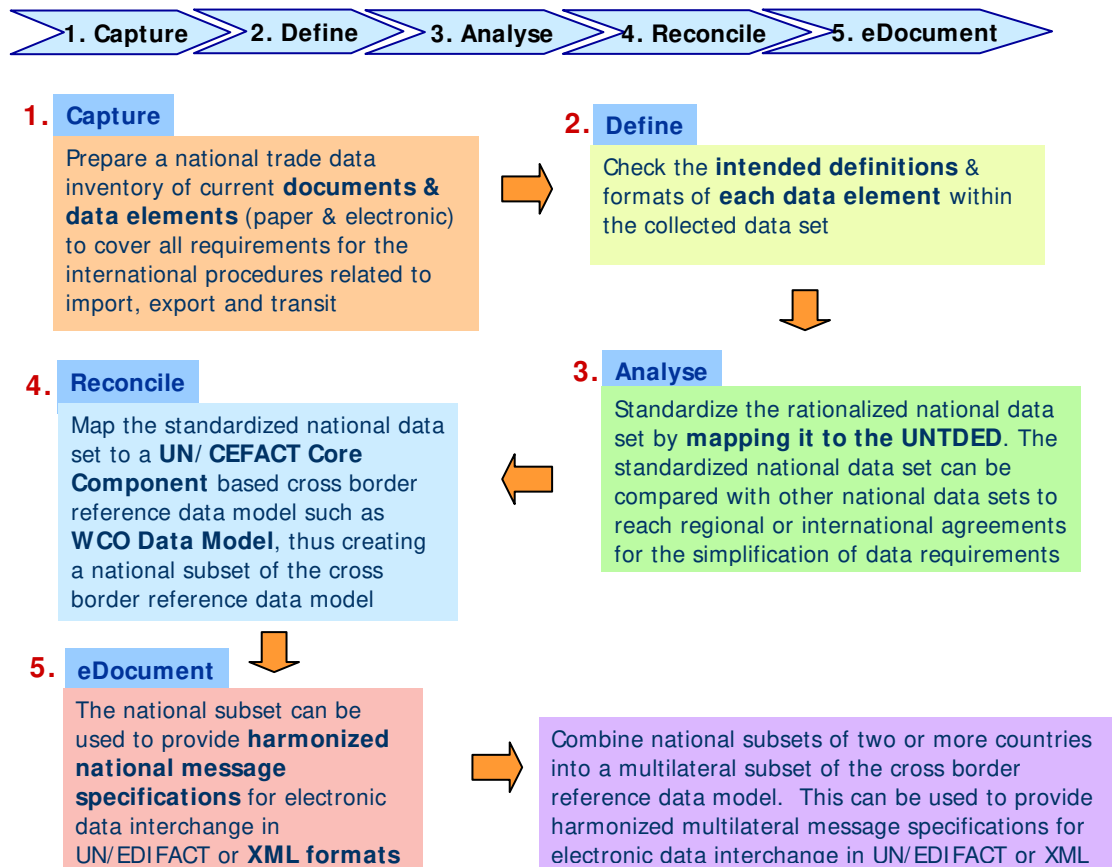 1. Capture
2. Define
3. Analyse
4. Reconcile
5. eDocument
1. Capture
Prepare a national trade data
inventory of current documents &
data elements (paper & electronic)
to cover all requirements for the
international procedures related to
import, export and transit
2. Define
Check the intended definitions &
formats of each data element within
the collected data set
3. Analyse
Standardize the rationalized national data
set by mapping it to the UNTDED. The
standardized national data set can be
compared with other national data sets to
reach regional or international agreements
for the simplification of data requirements
4. Reconcile
Map the standardized national data
set to a UN/ CEFACT Core
Component based cross border
reference data model such as
WCO Data Model, thus creating
a national subset of the cross
border reference data model
5. eDocument
The national subset can be
used to provide harmonized
national message
specifications for electronic
data interchange in
UN/ EDIFACT or XML formats
Combine national subsets of two or more countries
into a multilateral subset of the cross border
reference data model. This can be used to provide
harmonized multilateral message specifications for
electronic data interchange in UN/ EDIFACT or XML